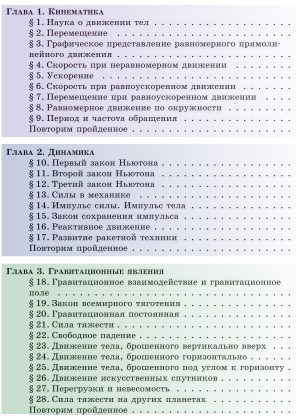 Глава 1. Кинематика
§ 1. Наука о движении тел . . . . . . . . . . . . . . . . . . . .
§ 2. Перемещение . . . . . . . . . . . . . . . . . . . . . . . . .
§ 3. Графическое представление равномерного прямоли-
нейного движения . . . . . . . . . . . . . . . . . . . . . . . .
§ 4. Скорость при неравномерном движении . . . . . . .
§ 5. Ускорение . . . . . . . . . . . . . . . . . . . . . . . . . . .
§ 6. Скорость при равноускоренном движении . . . . . .
§ 7. Перемещение при равноускоренном движении . . .
§ 8. Равномерное движение по окружности . . . . . . . .
§ 9. Период и частота обращения . . . . . . . . . . . . . . .
Повторим пройденное . . . . . . . . . . . . . . . . . . . . .
Глава 2. Динамика
§ 10. Первый закон Ньютона . . . . . . . . . . . . . . . . . .
§ 11. Второй закон Ньютона . . . . . . . . . . . . . . . . . .
§ 12. Третий закон Ньютона . . . . . . . . . . . . . . . . . .
§ 13. Силы в механике . . . . . . . . . . . . . . . . . . . . . .
§ 14. Импульс силы. Импульс тела . . . . . . . . . . . . . .
§ 15. Закон сохранения импульса . . . . . . . . . . . . . . .
§ 16. Реактивное движение . . . . . . . . . . . . . . . . . . .
§ 17. Развитие ракетной техники . . . . . . . . . . . . . . .
Повторим пройденное . . . . . . . . . . . . . . . . . . . . .
Глава 3. Гравитационные явления
§ 18. Гравитационное взаимодействие и гравитационное
поле . . . . . . . . . . . . . . . . . . . . . . . . . . . . . . . .
§ 19. Закон всемирного тяготения . . . . . . . . . . . . . . .
§ 20. Гравитационная постоянная . . . . . . . . . . . . . . .
§ 21. Сила тяжести . . . . . . . . . . . . . . . . . . . . . . . .
§ 22. Свободное падение . . . . . . . . . . . . . . . . . . . . .
§ 23. Движение тела, брошенного вертикально вверх . . .
§ 24. Движение тела, брошенного горизонтально . . . . .
§ 25. Движение тела, брошенного под углом к горизонту .
§ 26. Движение искусственных спутников . . . . . . . . .
§ 27. Перегрузки и невесомость . . . . . . . . . . . . . . . .
§ 28. Сила тяжести на других планетах . . . . . . . . . . .
Повторим пройденное . . . . . . . . . . . . . . . . . . . . .